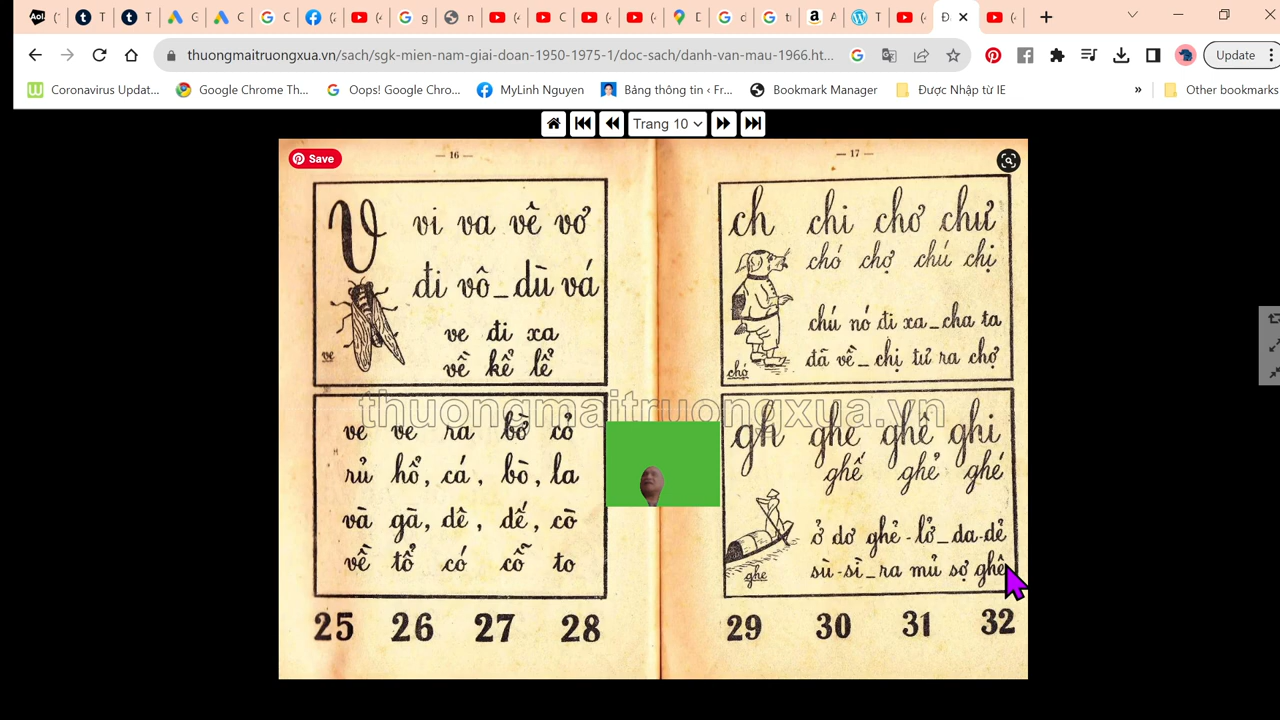 thuongmaitruongxua.vn/sach/sgk-mien-nam-giai-doan-1950-1975-1/doc-sach/danh-van-mau-1966.ht...
Update
Coronavirus Updat...
Google Chrome Th...
Oops! Google Chro...
MyLinh Nguyen
Bảng thông tin ‹ Fr...
Bookmark Manager
Được Nhập từ IE
»
Other bookmarks
Trang 10
Save
— 16 —
V
vi va vê vơ
đi vô _ dù vá
ve đi xa
về kể lể
ve
ve ve ra bờ cỏ
rủ hổ, cá, bò, la
và gà, dê, dế, cò
về tổ có cỗ to
25 26 27 28
— 17 —
ch chi chơ chư
chó chợ chú chị
chú nó đi xa _ cha ta
đã về _ chị tư ra chợ
chó
gh ghe ghê ghi
ghế ghẻ ghé
ở dơ ghẻ - lở _ da - dẻ
sù - sì _ ra mủ sợ ghê
ghe
29 30 31 32
thuongmaitruongxua.vn